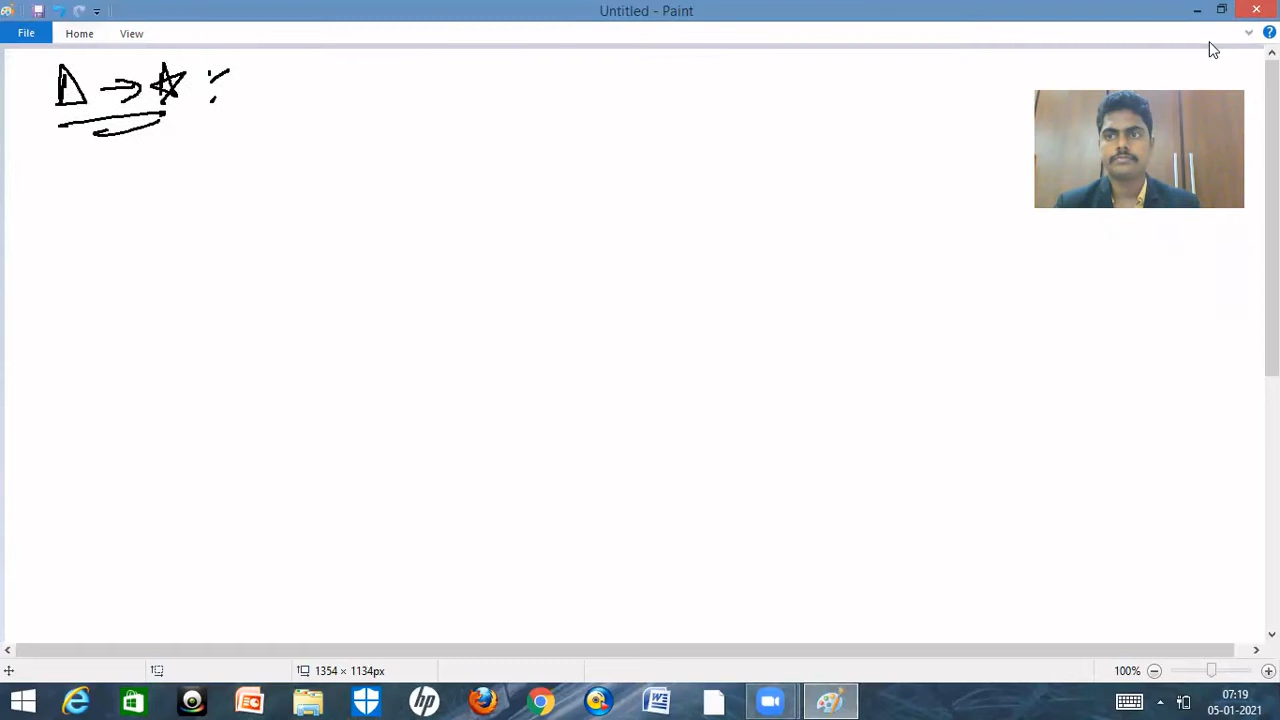 Untitled - Paint
File Home View
Δ → ☆ :
1354 × 1134px
100%
07:19
05-01-2021